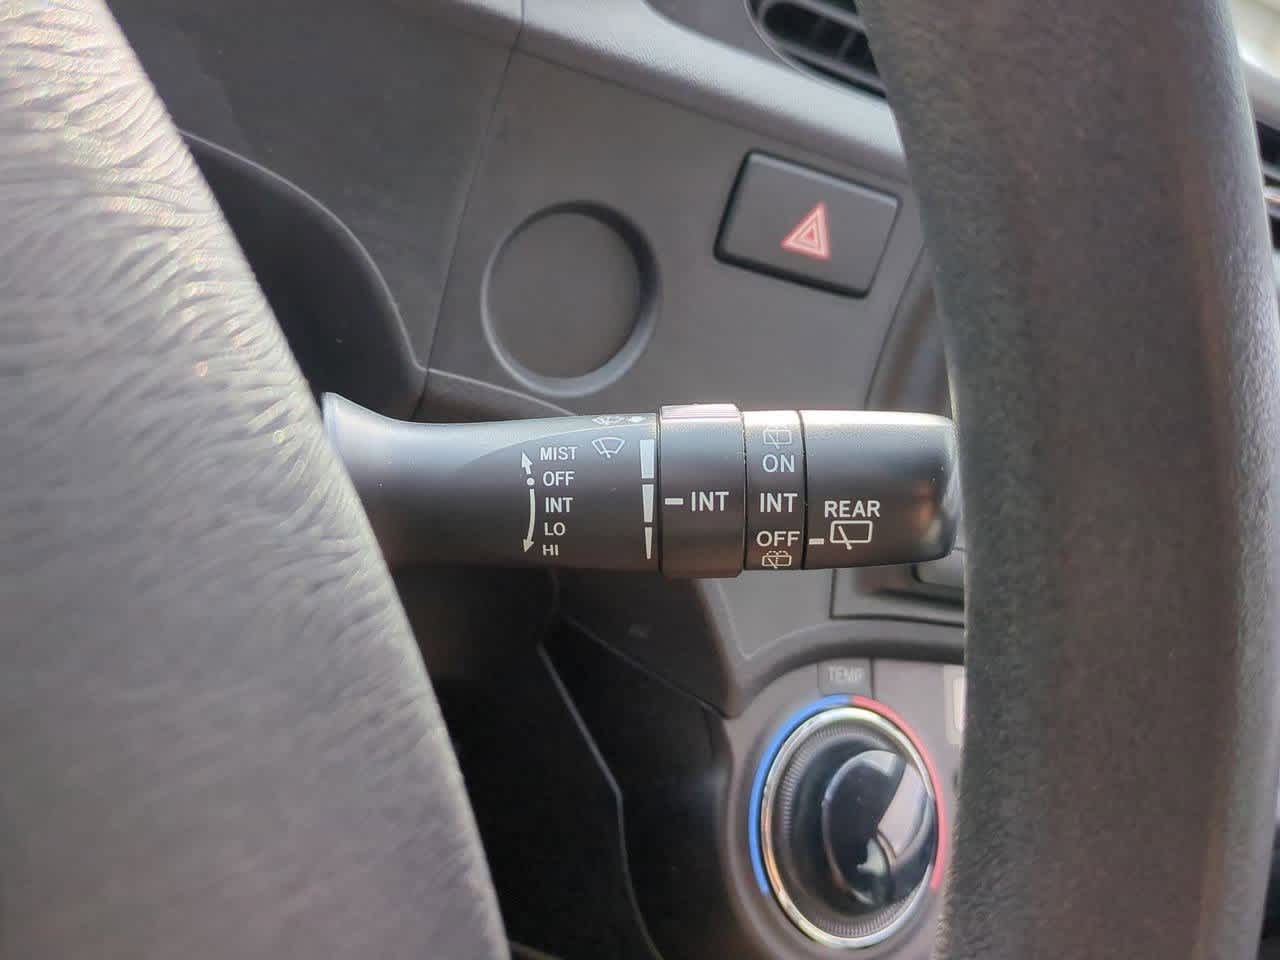 MIST
OFF
INT
LO
HI
INT
ON
INT
OFF
REAR
TEMP